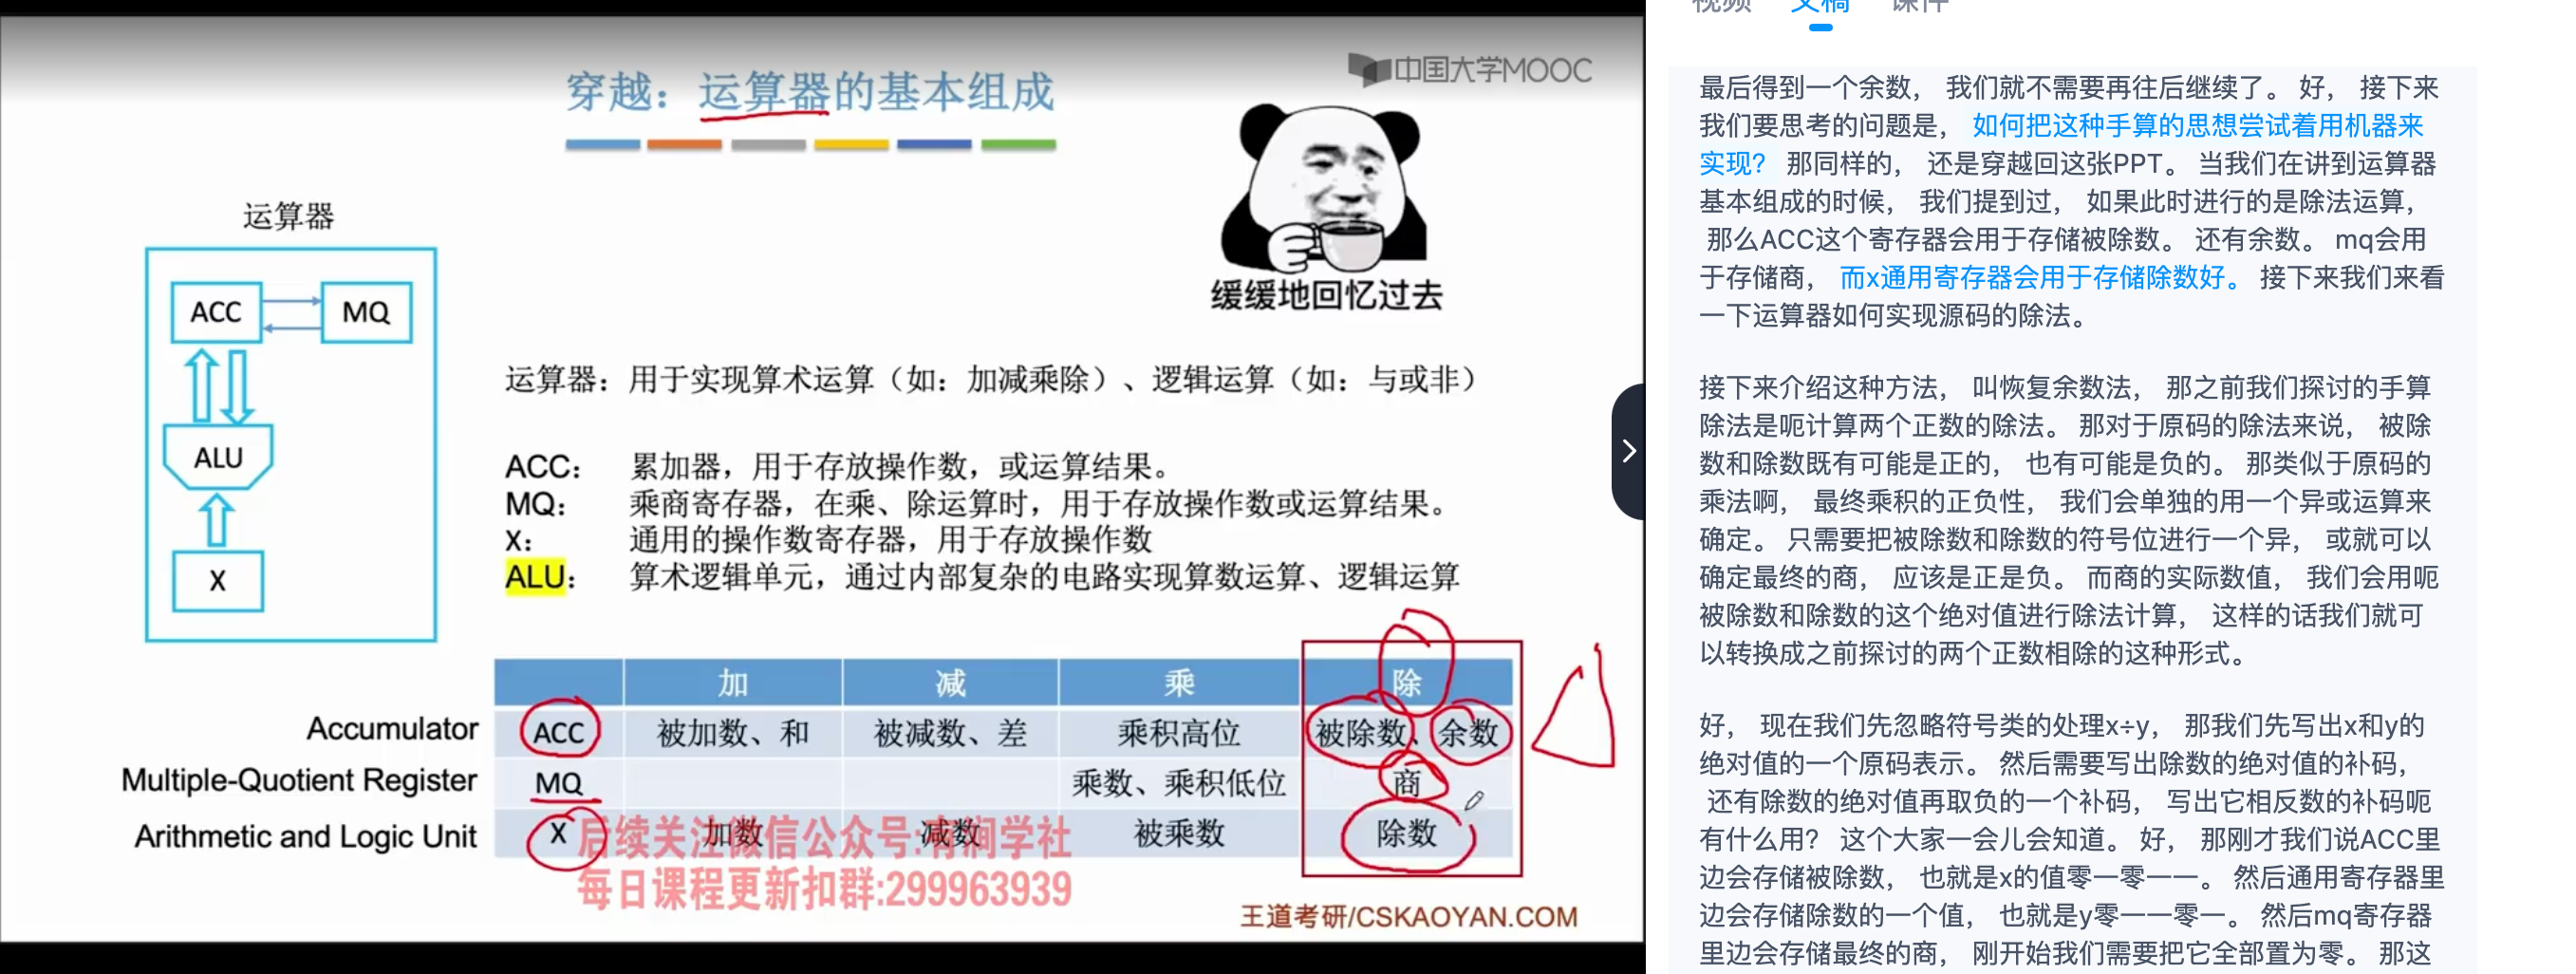 中国大学MOOC
穿越：运算器的基本组成
缓缓地回忆过去
运算器
ACC
MQ
ALU
X
运算器：用于实现算术运算（如：加减乘除）、逻辑运算（如：与或非）
ACC： 累加器，用于存放操作数，或运算结果。
MQ： 乘商寄存器，在乘、除运算时，用于存放操作数或运算结果。
X： 通用的操作数寄存器，用于存放操作数
ALU： 算术逻辑单元，通过内部复杂的电路实现算数运算、逻辑运算
加 减 乘 除
Accumulator ACC 被加数、和 被减数、差 乘积高位 被除数、余数
Multiple-Quotient Register MQ 乘数、乘积低位 商
Arithmetic and Logic Unit X 加数 减数 被乘数 除数
后续关注微信公众号:有涧学社
每日课程更新扣群:299963939
王道考研/CSKAOYAN.COM
视频 文稿 课件
最后得到一个余数， 我们就不需要再往后继续了。 好， 接下来
我们要思考的问题是， 如何把这种手算的思想尝试着用机器来
实现？ 那同样的， 还是穿越回这张PPT。 当我们在讲到运算器
基本组成的时候， 我们提到过， 如果此时进行的是除法运算，
那么ACC这个寄存器会用于存储被除数。 还有余数。 mq会用
于存储商， 而x通用寄存器会用于存储除数好。 接下来我们来看
一下运算器如何实现源码的除法。
接下来介绍这种方法， 叫恢复余数法， 那之前我们探讨的手算
除法是呃计算两个正数的除法。 那对于原码的除法来说， 被除
数和除数既有可能是正的， 也有可能是负的。 那类似于原码的
乘法啊， 最终乘积的正负性， 我们会单独的用一个异或运算来
确定。 只需要把被除数和除数的符号位进行一个异， 或就可以
确定最终的商， 应该是正是负。 而商的实际数值， 我们会用呃
被除数和除数的这个绝对值进行除法计算， 这样的话我们就可
以转换成之前探讨的两个正数相除的这种形式。
好， 现在我们先忽略符号类的处理x÷y， 那我们先写出x和y的
绝对值的一个原码表示。 然后需要写出除数的绝对值的补码，
还有除数的绝对值再取负的一个补码， 写出它相反数的补码呃
有什么用？ 这个大家一会儿会知道。 好， 那刚才我们说ACC里
边会存储被除数， 也就是x的值零一零一一。 然后通用寄存器里
边会存储除数的一个值， 也就是y零一一零一。 然后mq寄存器
里边会存储最终的商， 刚开始我们需要把它全部置为零。 那这